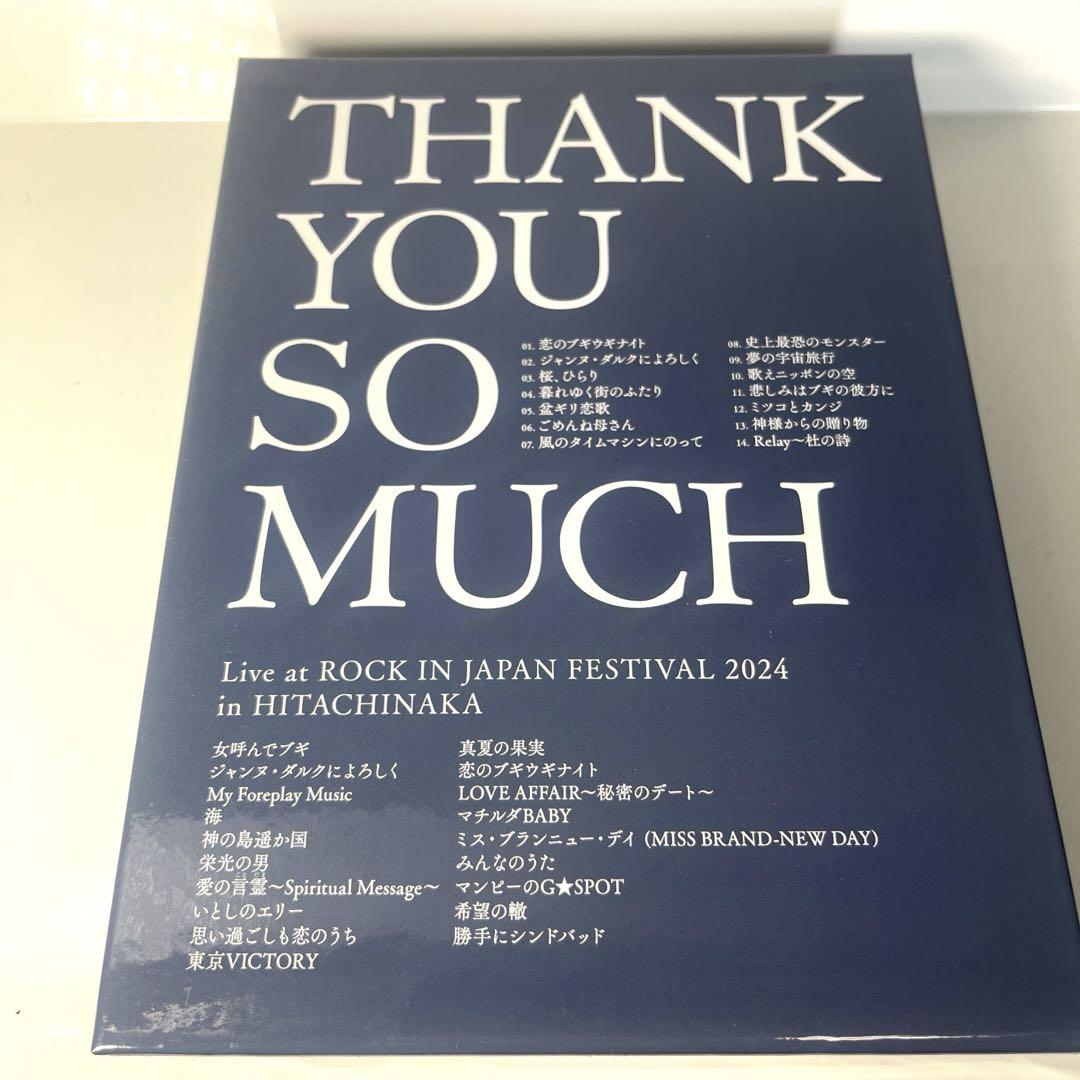 THANK
YOU
SO
01. 恋のブギウギナイト
02. ジャンヌ・ダルクによろしく
03. 桜、ひらり
04. 暮れゆく街のふたり
05. 盆ギリ恋歌
06. ごめんね母さん
07. 風のタイムマシンにのって
08. 史上最恐のモンスター
09. 夢の宇宙旅行
10. 歌えニッポンの空
11. 悲しみはブギの彼方に
12. ミツコとカンジ
13. 神様からの贈り物
14. Relay〜杜の詩
MUCH
Live at ROCK IN JAPAN FESTIVAL 2024
in HITACHINAKA
女呼んでブギ
ジャンヌ・ダルクによろしく
My Foreplay Music
海
神の島遥か国
栄光の男
愛の言霊〜Spiritual Message〜
いとしのエリー
思い過ごしも恋のうち
東京VICTORY
真夏の果実
恋のブギウギナイト
LOVE AFFAIR〜秘密のデート〜
マチルダBABY
ミス・ブランニュー・デイ (MISS BRAND-NEW DAY)
みんなのうた
マンピーのG★SPOT
希望の轍
勝手にシンドバッド